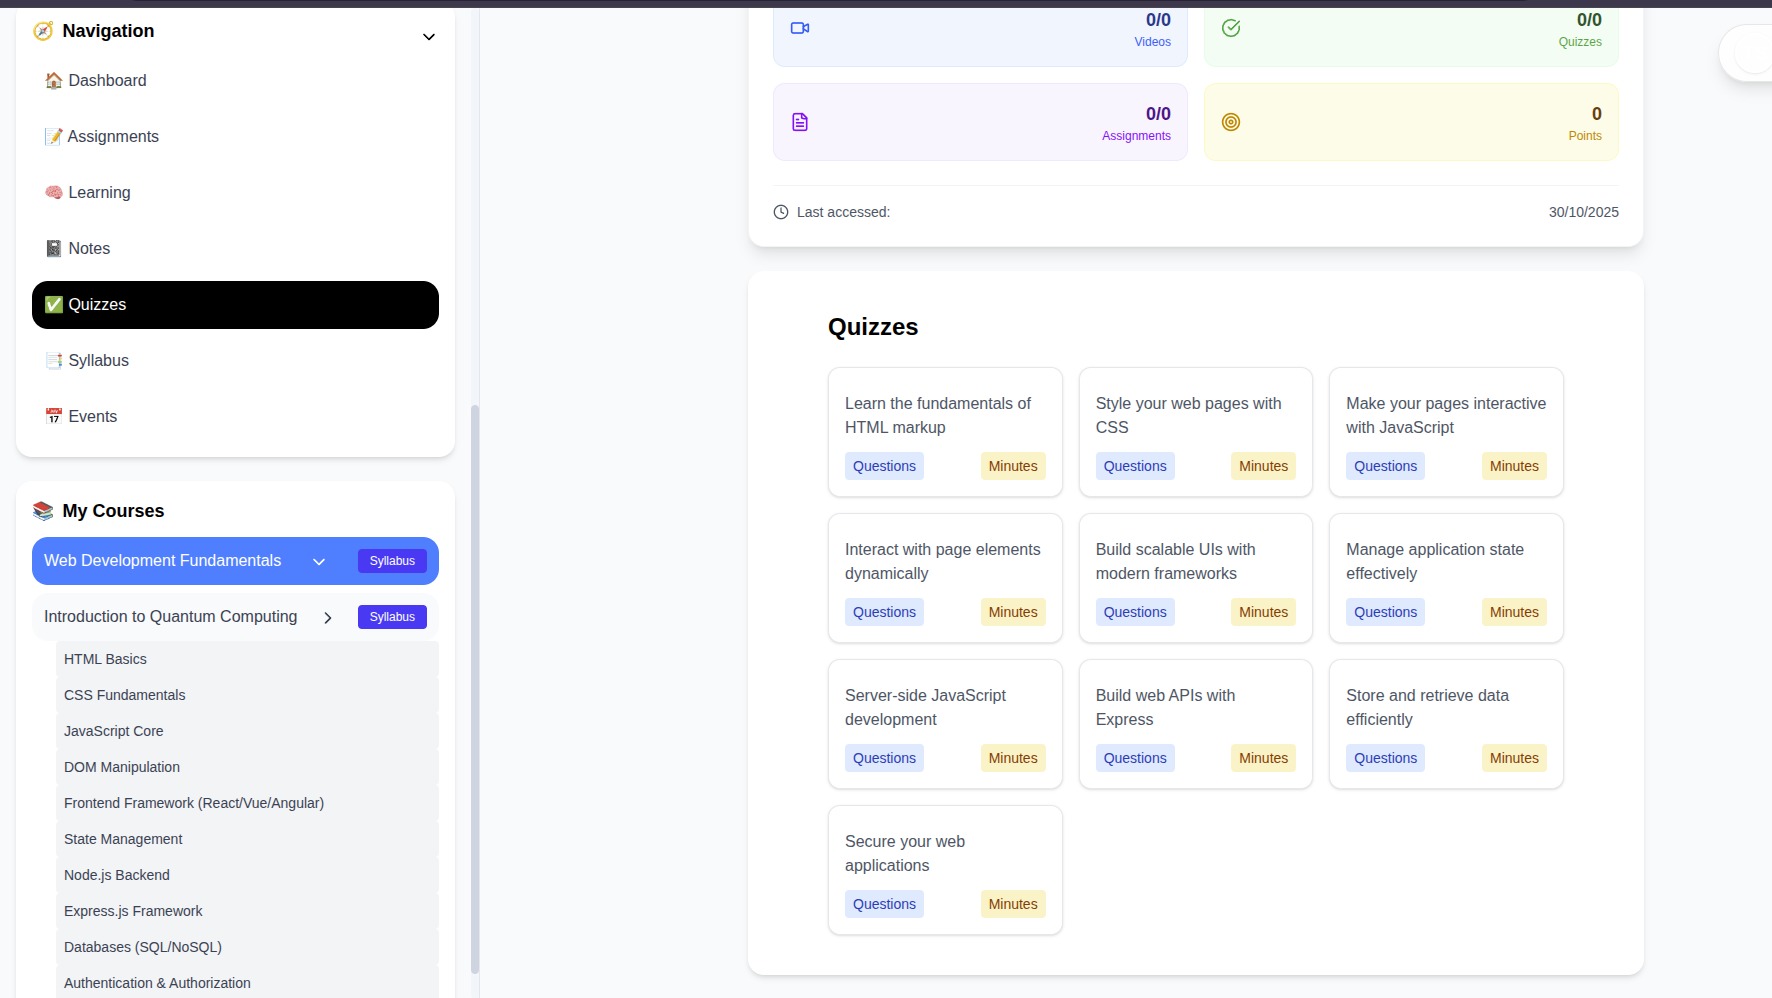 Navigation
Dashboard
Assignments
Learning
Notes
Quizzes
Syllabus
Events
My Courses
Web Development Fundamentals
Syllabus
Introduction to Quantum Computing
Syllabus
HTML Basics
CSS Fundamentals
JavaScript Core
DOM Manipulation
Frontend Framework (React/Vue/Angular)
State Management
Node.js Backend
Express.js Framework
Databases (SQL/NoSQL)
Authentication & Authorization
0/0
Videos
0/0
Quizzes
0/0
Assignments
0
Points
Last accessed:
30/10/2025
Quizzes
Learn the fundamentals of
HTML markup
Questions
Minutes
Style your web pages with
CSS
Questions
Minutes
Make your pages interactive
with JavaScript
Questions
Minutes
Interact with page elements
dynamically
Questions
Minutes
Build scalable UIs with
modern frameworks
Questions
Minutes
Manage application state
effectively
Questions
Minutes
Server-side JavaScript
development
Questions
Minutes
Build web APIs with
Express
Questions
Minutes
Store and retrieve data
efficiently
Questions
Minutes
Secure your web
applications
Questions
Minutes